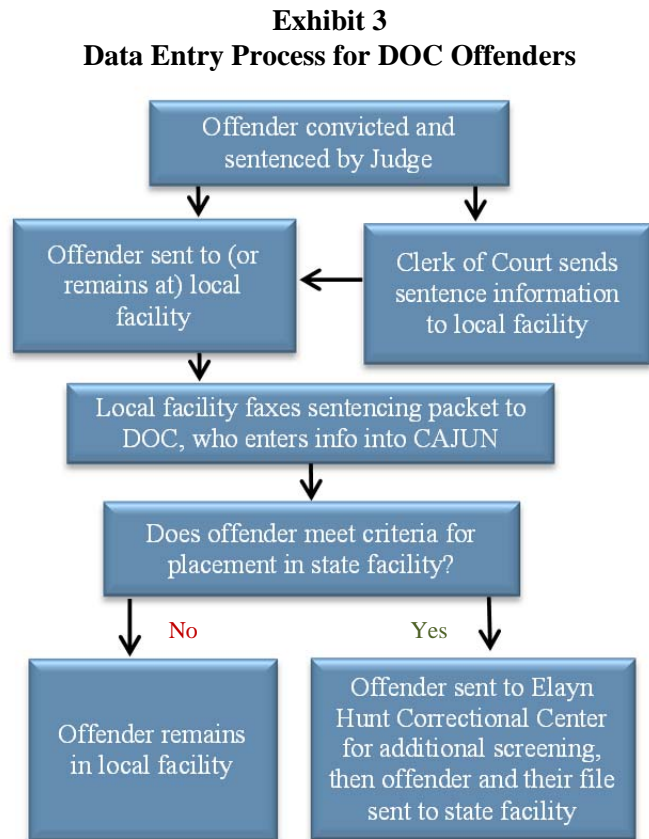 Exhibit 3
Data Entry Process for DOC Offenders
Offender convicted and
sentenced by Judge
Offender sent to (or
remains at) local
facility
Clerk of Court sends
sentence information
to local facility
Local facility faxes sentencing packet to
DOC, who enters info into CAJUN
Does offender meet criteria for
placement in state facility?
No
Yes
Offender remains
in local facility
Offender sent to Elayn
Hunt Correctional Center
for additional screening,
then offender and their file
sent to state facility